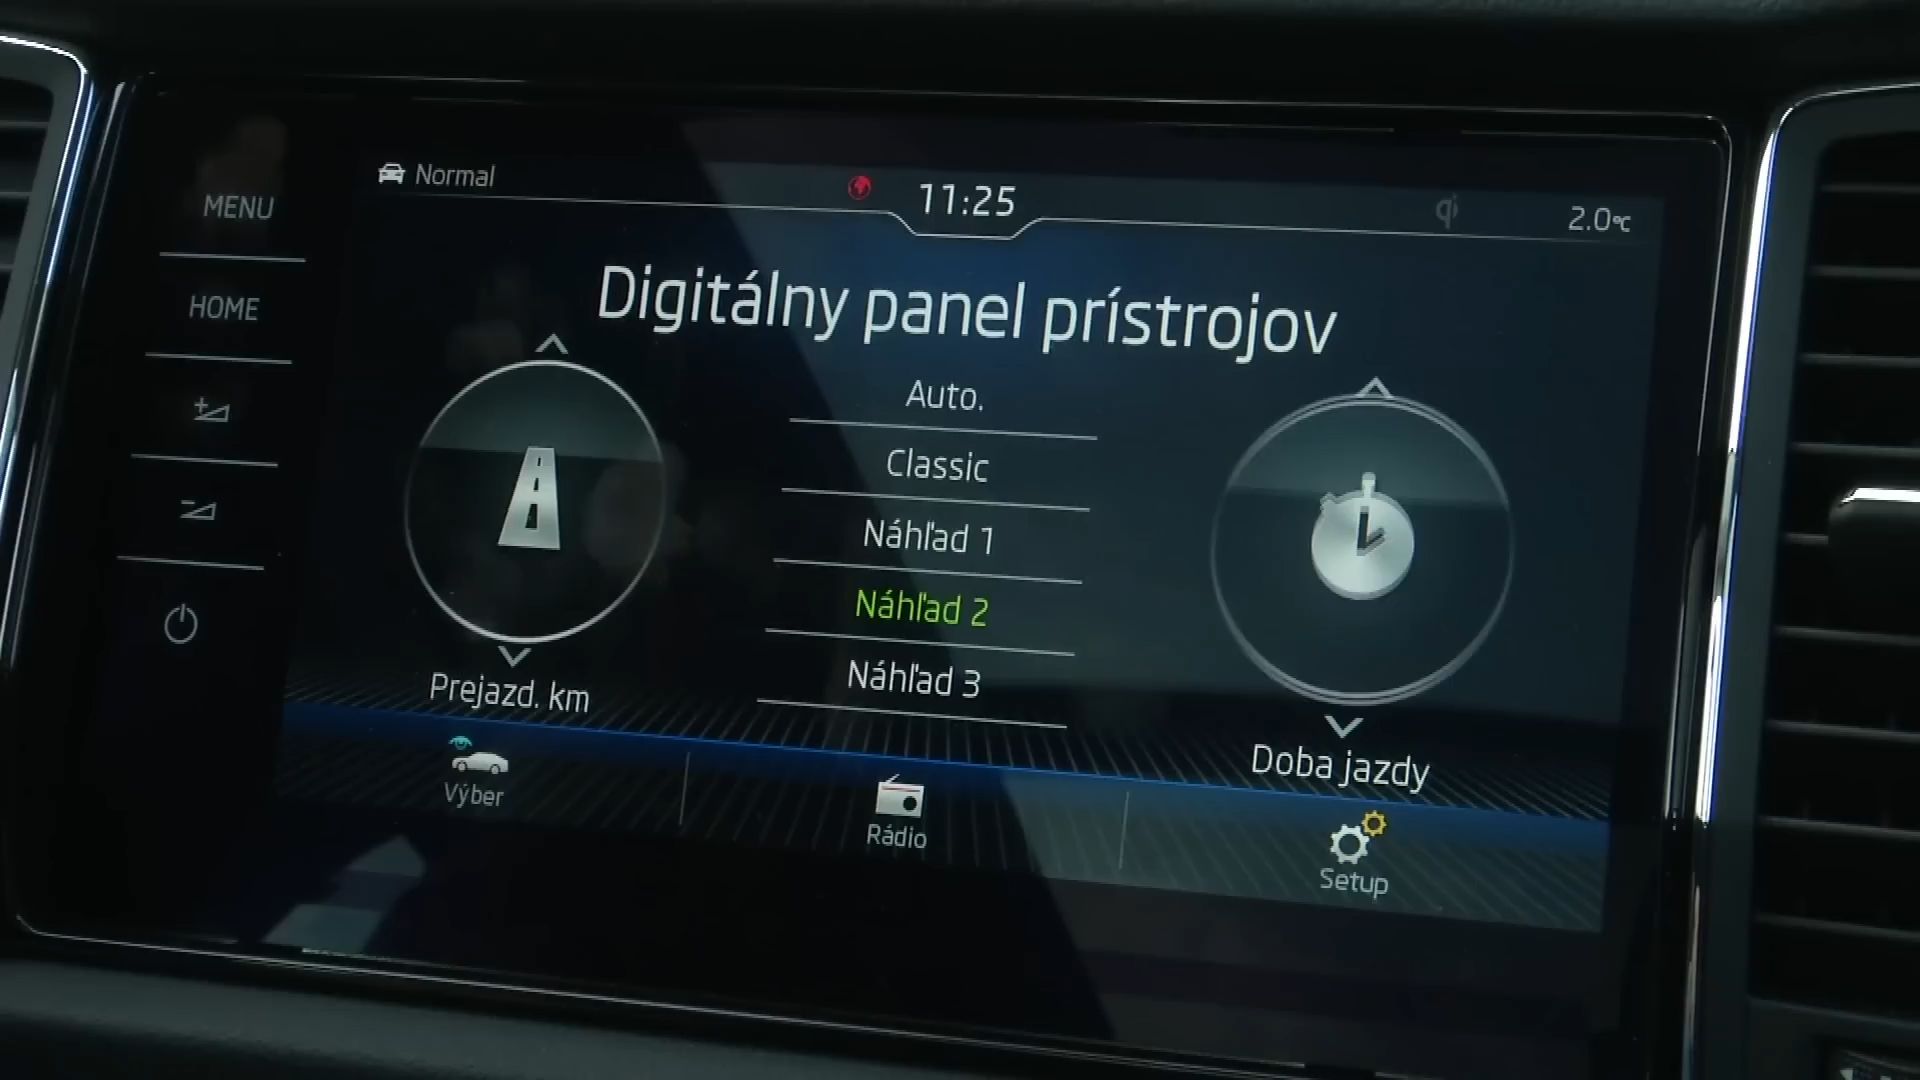 Normal
11:25
qi
2.0°C
MENU
HOME
Digitálny panel prístrojov
Auto.
Classic
Náhľad 1
Náhľad 2
Náhľad 3
Prejazd. km
Doba jazdy
Výber
Rádio
Setup